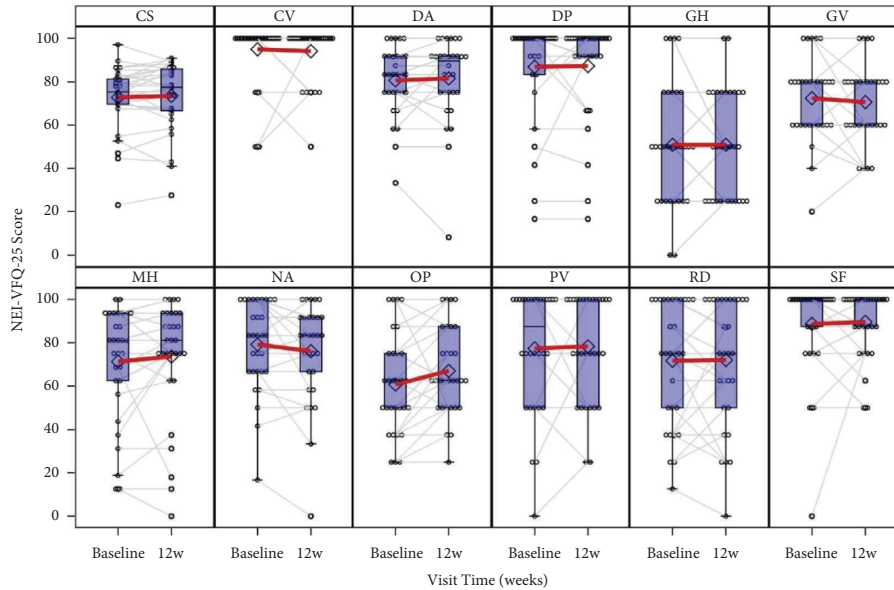 CS CV DA DP GH GV
100
80
60
40
20
0
MH NA OP PV RD SF
100
80
60
40
20
0
NEI-VFQ-25 Score
Baseline 12w Baseline 12w Baseline 12w Baseline 12w Baseline 12w Baseline 12w
Visit Time (weeks)